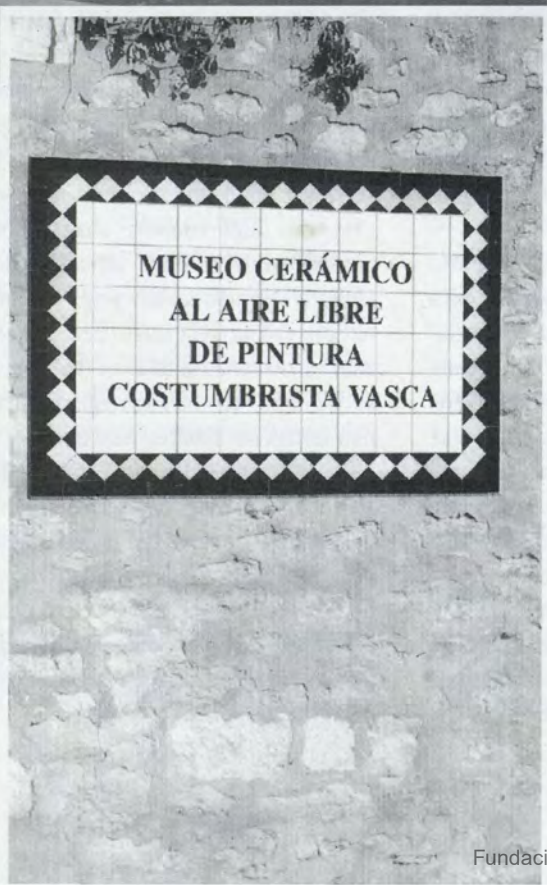 MUSEO CERÁMICO
AL AIRE LIBRE
DE PINTURA
COSTUMBRISTA VASCA
Fundaci